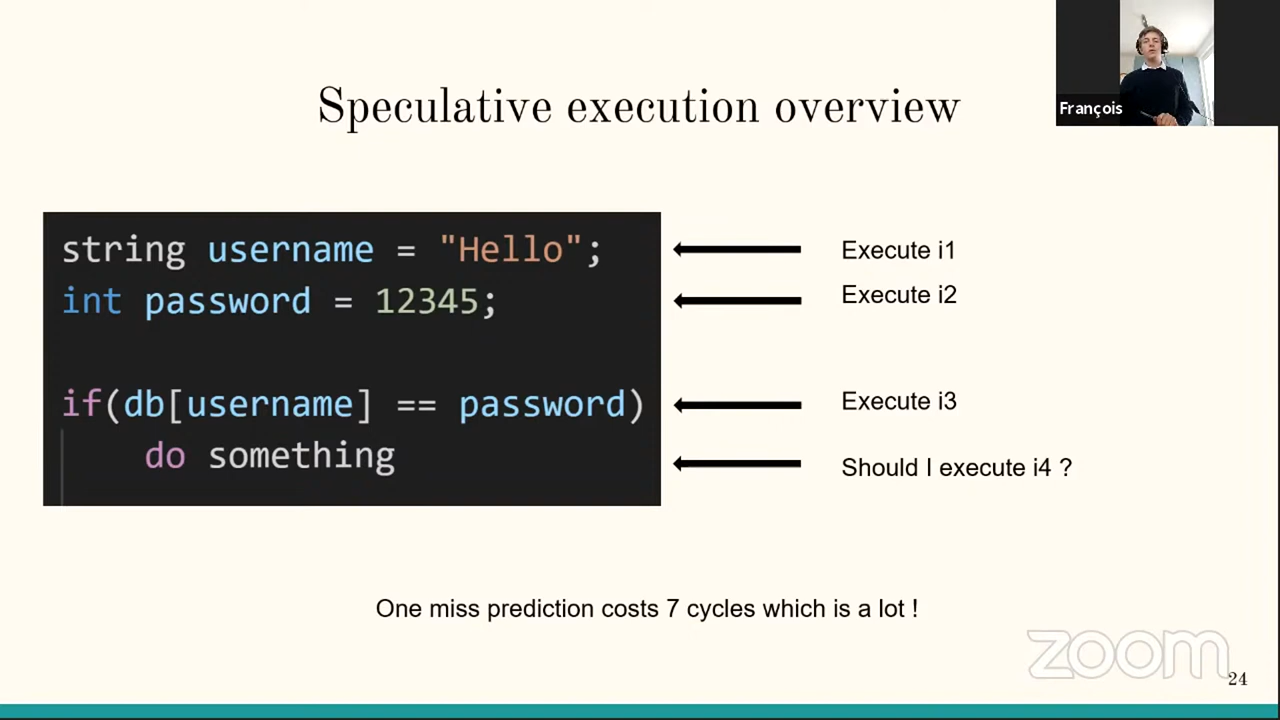 François
Speculative execution overview
string username = "Hello";
int password = 12345;
if(db[username] == password)
do something
Execute i1
Execute i2
Execute i3
Should I execute i4 ?
One miss prediction costs 7 cycles which is a lot !
zoom
24